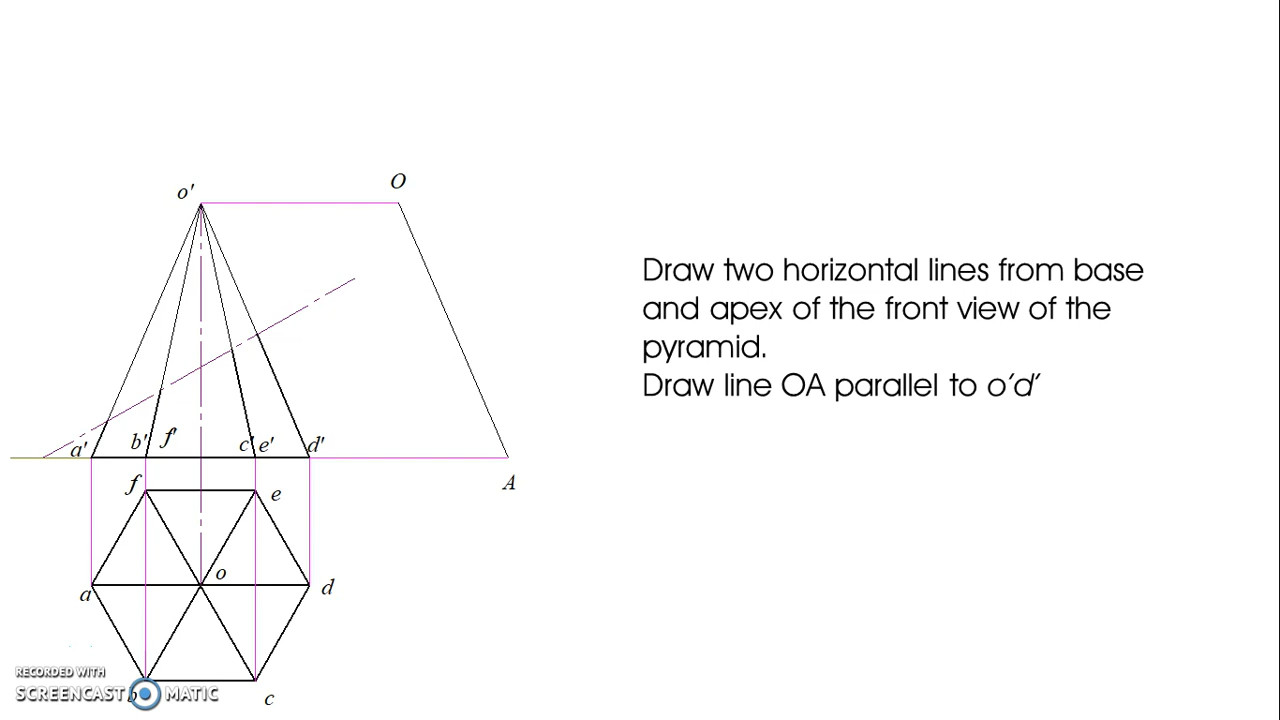 O
o'
Draw two horizontal lines from base
and apex of the front view of the
pyramid.
Draw line OA parallel to o'd'
a' b' f' c' e' d'
A
f e
o
a d
b c
RECORDED WITH
SCREENCAST MATIC